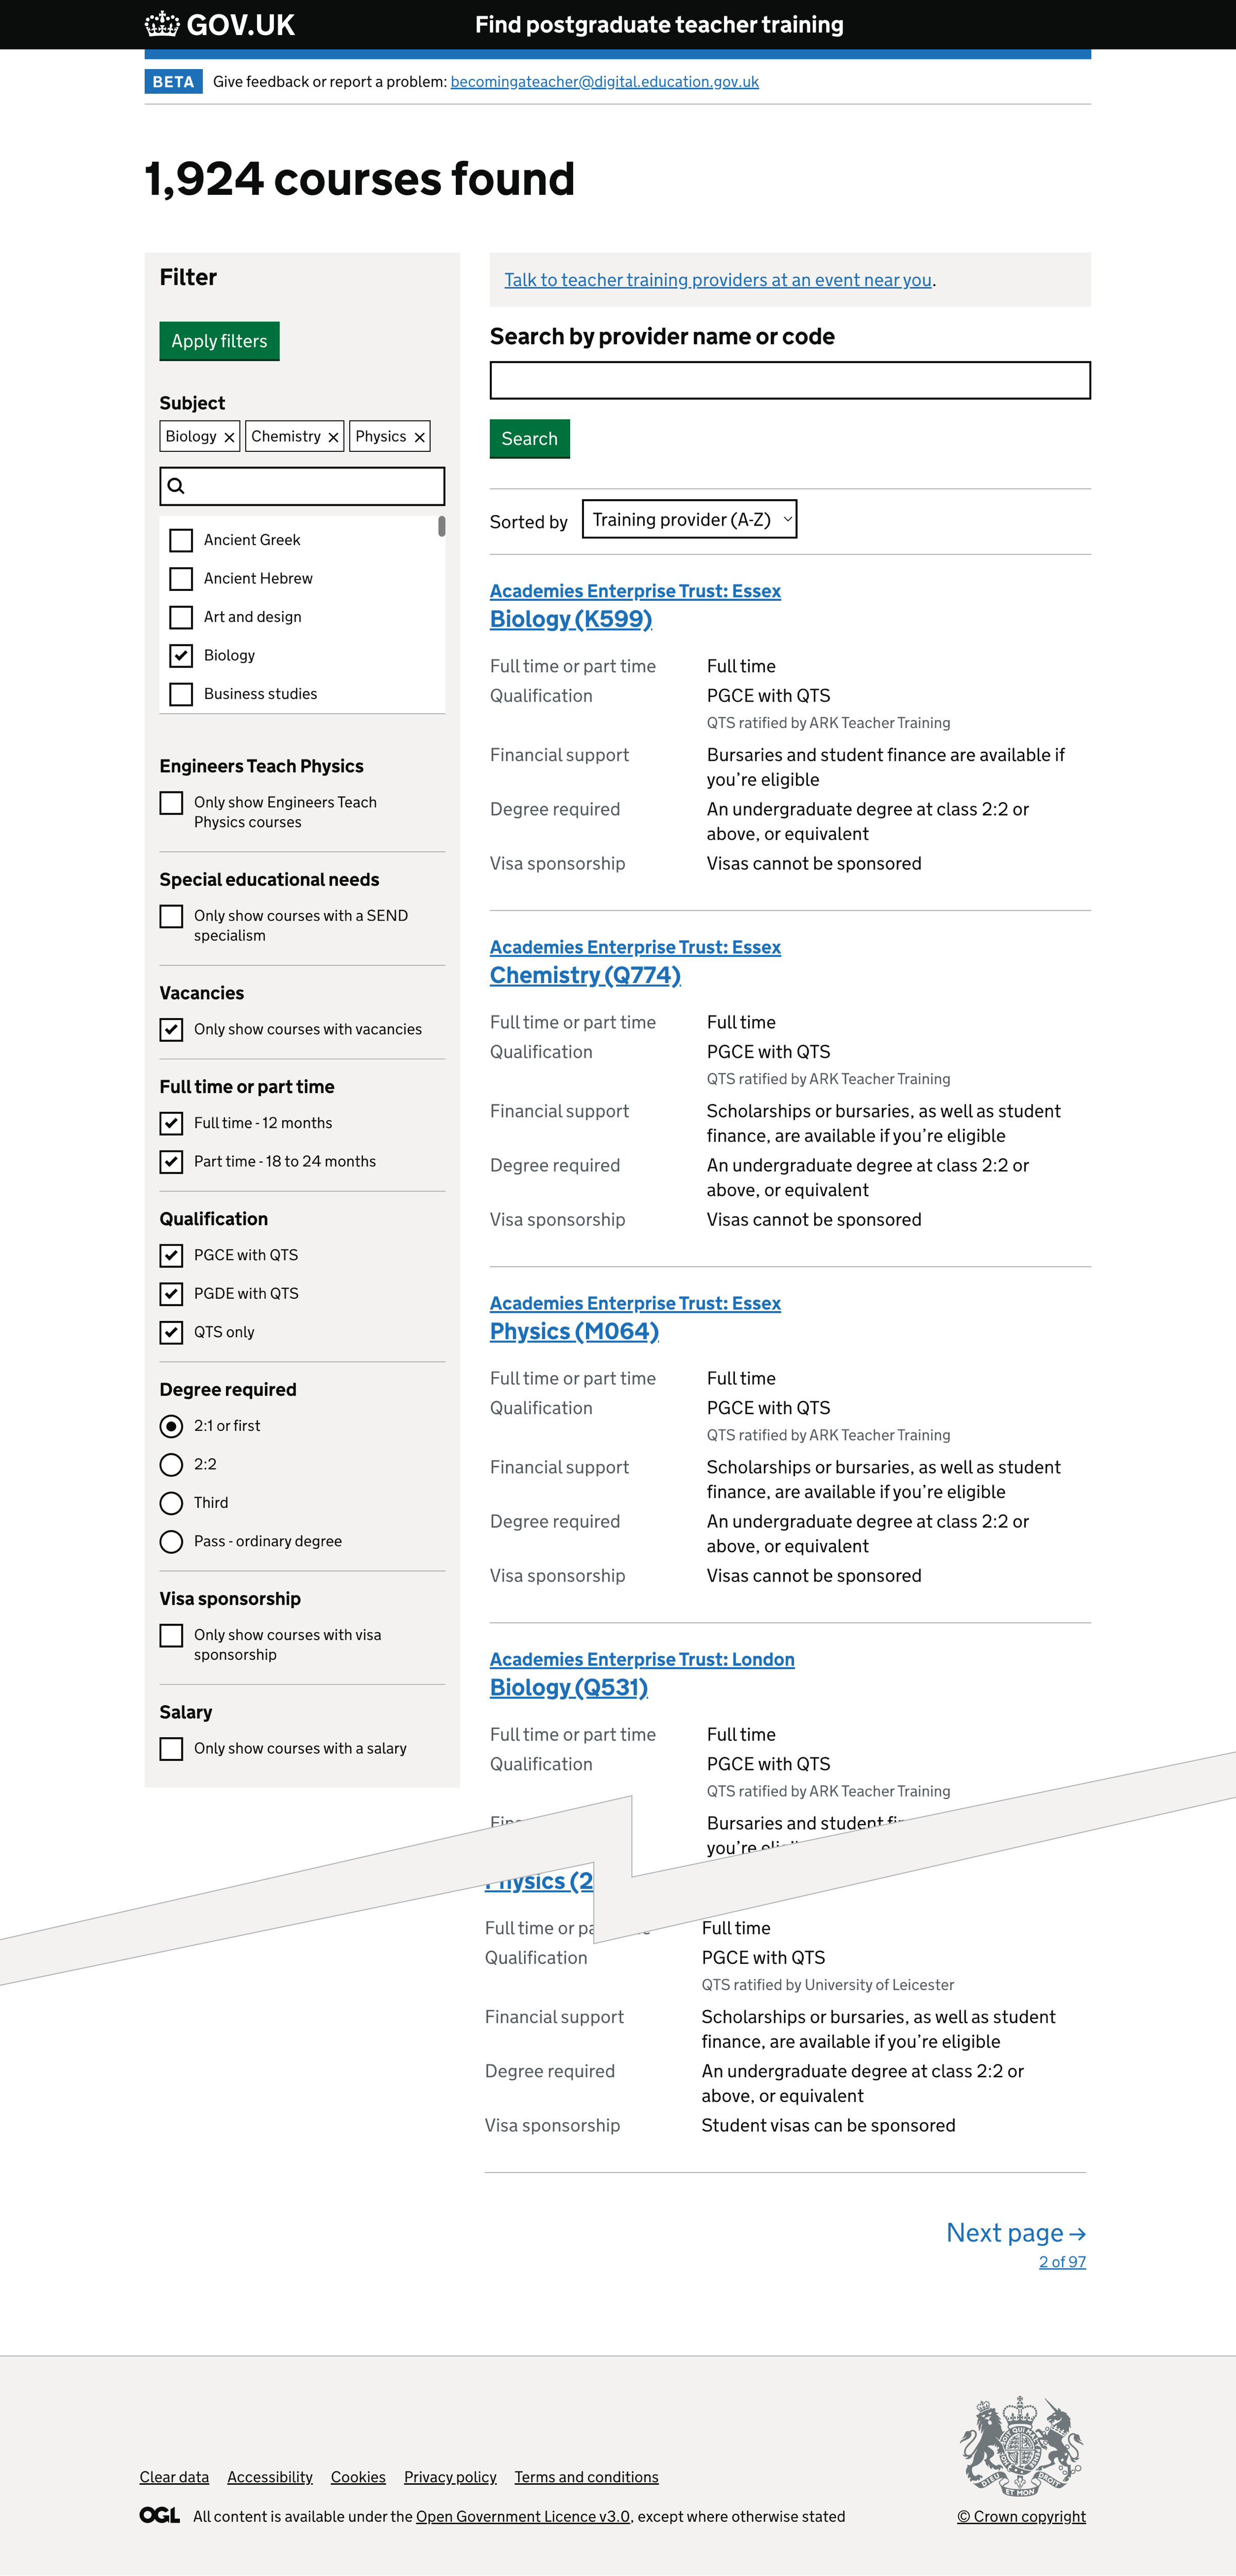 GOV.UK
Find postgraduate teacher training
BETA
Give feedback or report a problem: becomingateacher@digital.education.gov.uk
1,924 courses found
Filter
Apply filters
Subject
Biology ×
Chemistry ×
Physics ×
Ancient Greek
Ancient Hebrew
Art and design
Biology
Business studies
Engineers Teach Physics
Only show Engineers Teach
Physics courses
Special educational needs
Only show courses with a SEND
specialism
Vacancies
Only show courses with vacancies
Full time or part time
Full time - 12 months
Part time - 18 to 24 months
Qualification
PGCE with QTS
PGDE with QTS
QTS only
Degree required
2:1 or first
2:2
Third
Pass - ordinary degree
Visa sponsorship
Only show courses with visa
sponsorship
Salary
Only show courses with a salary
Talk to teacher training providers at an event near you.
Search by provider name or code
Search
Sorted by
Training provider (A-Z)
Academies Enterprise Trust: Essex
Biology (K599)
Full time or part time
Full time
Qualification
PGCE with QTS
QTS ratified by ARK Teacher Training
Financial support
Bursaries and student finance are available if
you’re eligible
Degree required
An undergraduate degree at class 2:2 or
above, or equivalent
Visa sponsorship
Visas cannot be sponsored
Academies Enterprise Trust: Essex
Chemistry (Q774)
Full time or part time
Full time
Qualification
PGCE with QTS
QTS ratified by ARK Teacher Training
Financial support
Scholarships or bursaries, as well as student
finance, are available if you’re eligible
Degree required
An undergraduate degree at class 2:2 or
above, or equivalent
Visa sponsorship
Visas cannot be sponsored
Academies Enterprise Trust: Essex
Physics (M064)
Full time or part time
Full time
Qualification
PGCE with QTS
QTS ratified by ARK Teacher Training
Financial support
Scholarships or bursaries, as well as student
finance, are available if you’re eligible
Degree required
An undergraduate degree at class 2:2 or
above, or equivalent
Visa sponsorship
Visas cannot be sponsored
Academies Enterprise Trust: London
Biology (Q531)
Full time or part time
Full time
Qualification
PGCE with QTS
QTS ratified by ARK Teacher Training
Bursaries and student
you’re
Physics (2
Full time or
Full time
Qualification
PGCE with QTS
QTS ratified by University of Leicester
Financial support
Scholarships or bursaries, as well as student
finance, are available if you’re eligible
Degree required
An undergraduate degree at class 2:2 or
above, or equivalent
Visa sponsorship
Student visas can be sponsored
Next page →
2 of 97
Clear data
Accessibility
Cookies
Privacy policy
Terms and conditions
OGL
All content is available under the Open Government Licence v3.0, except where otherwise stated
DIEU ET MON DROIT
© Crown copyright